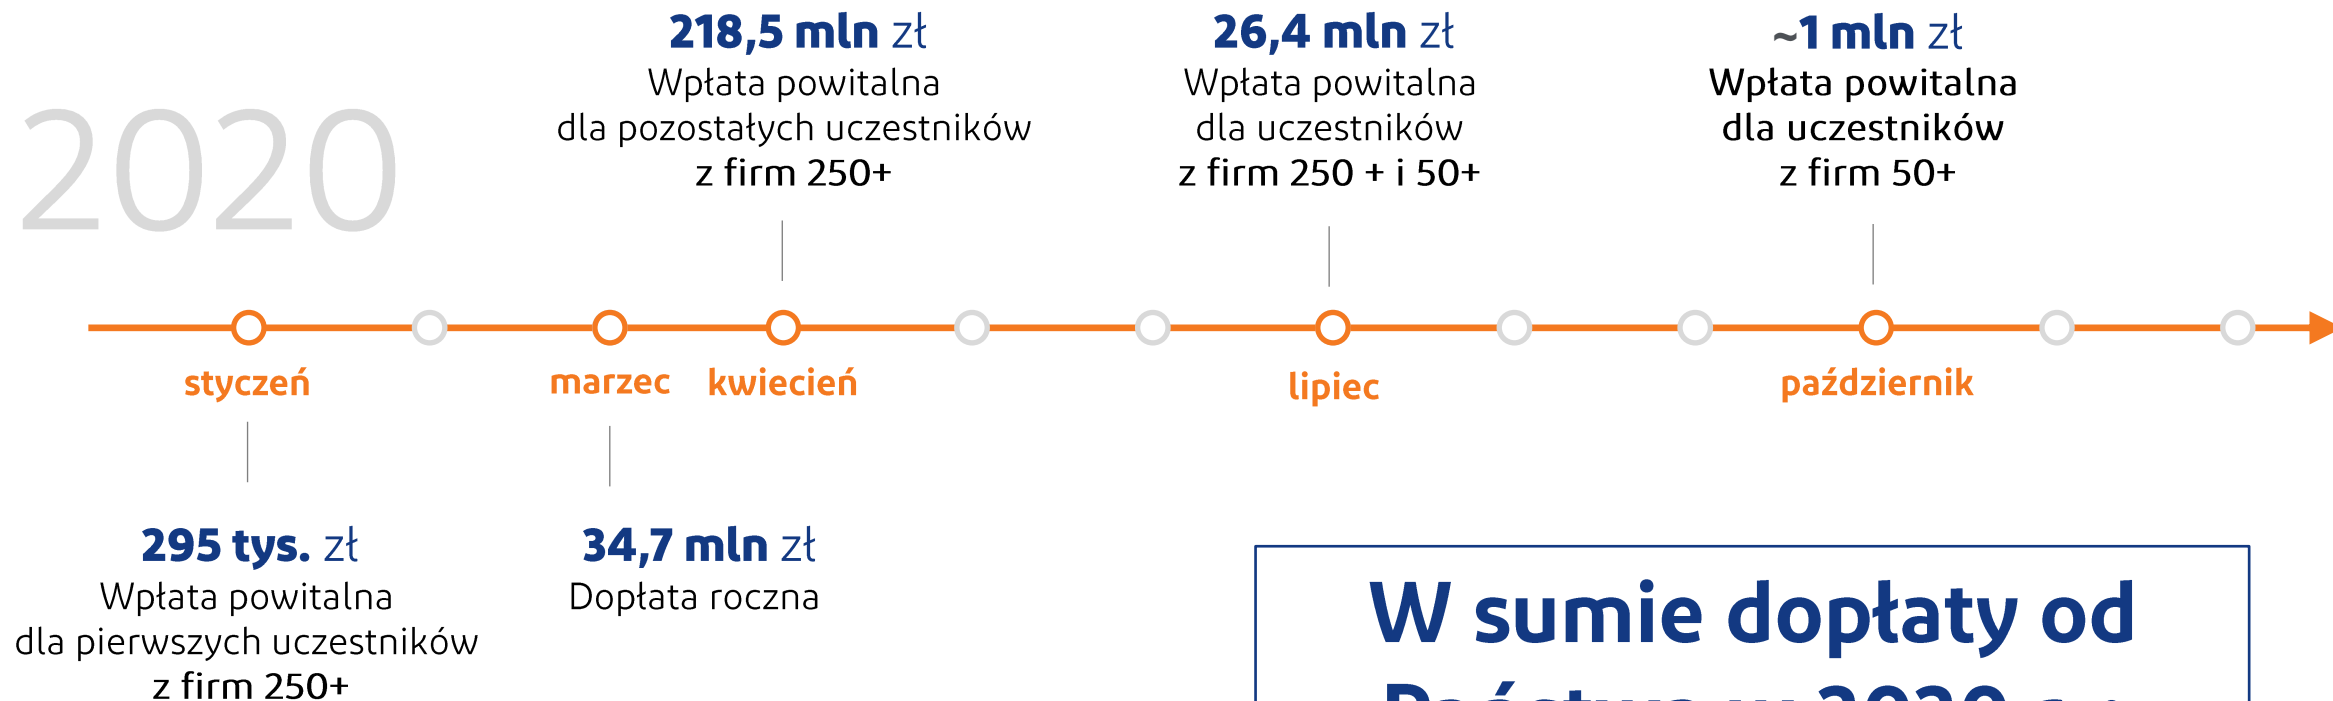 2020
218,5 mln zł
Wpłata powitalna
dla pozostałych uczestników
z firm 250+
26,4 mln zł
Wpłata powitalna
dla uczestników
z firm 250 + i 50+
~1 mln zł
Wpłata powitalna
dla uczestników
z firm 50+
styczeń
marzec
kwiecień
lipiec
październik
295 tys. zł
Wpłata powitalna
dla pierwszych uczestników
z firm 250+
34,7 mln zł
Dopłata roczna
W sumie dopłaty od
Państwa w 2020 r.: